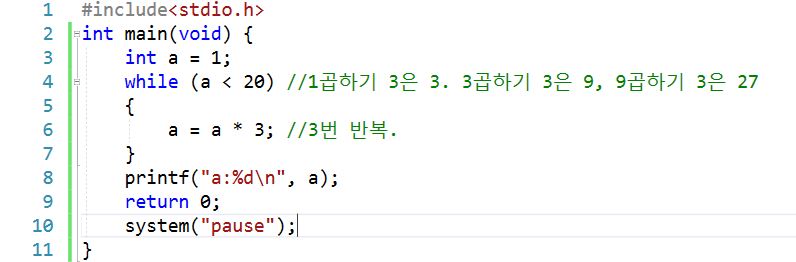 1 #include<stdio.h>
2 int main(void) {
3 int a = 1;
4 while (a < 20) //1곱하기 3은 3. 3곱하기 3은 9, 9곱하기 3은 27
5 {
6 a = a * 3; //3번 반복.
7 }
8 printf("a:%d\n", a);
9 return 0;
10 system("pause");
11 }